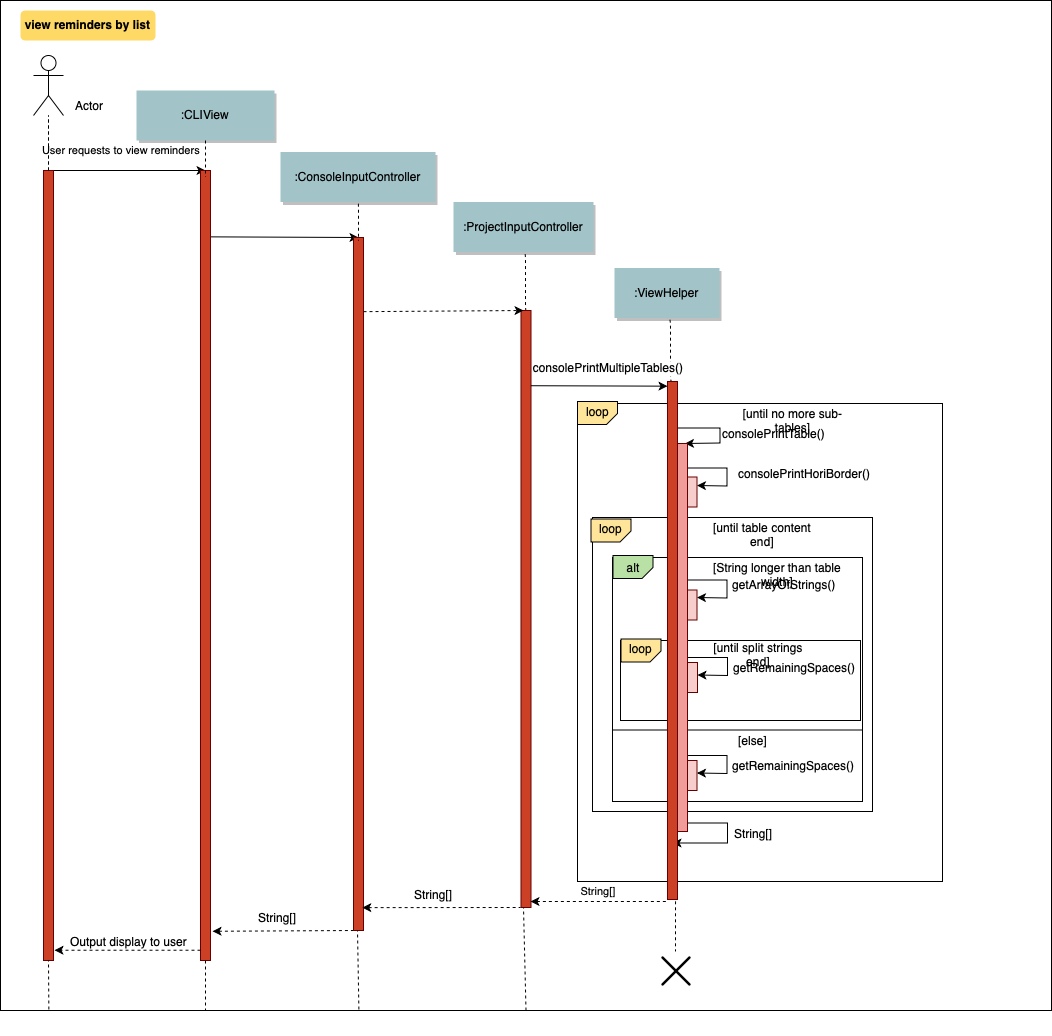 view reminders by list
Actor
:CLIView
User requests to view reminders
:ConsoleInputController
:ProjectInputController
:ViewHelper
consolePrintMultipleTables()
loop
[until no more sub-
tables]
consolePrintTable()
consolePrintHoriBorder()
loop
[until table content
end]
alt
[String longer than table
width]
getArrayOfStrings()
loop
[until split strings
end]
getRemainingSpaces()
[else]
getRemainingSpaces()
String[]
String[]
String[]
String[]
Output display to user